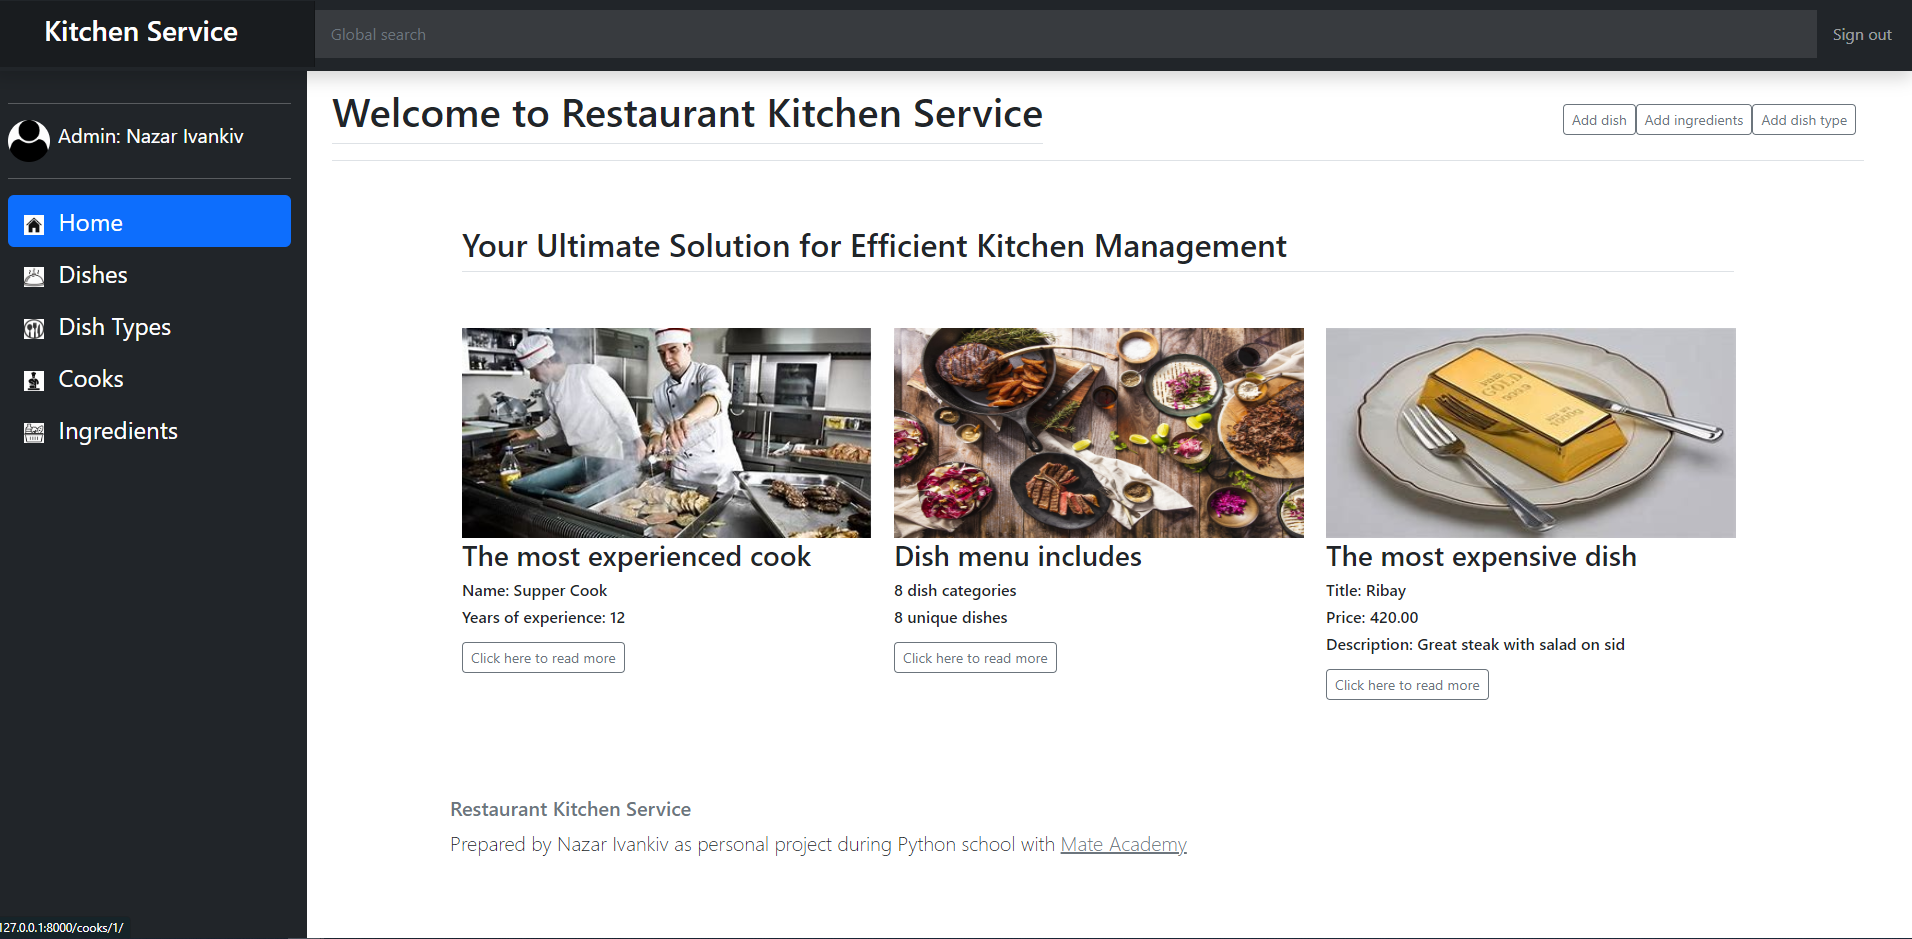 Kitchen Service
Global search
Sign out
Admin: Nazar Ivankiv
Home
Dishes
Dish Types
Cooks
Ingredients
Welcome to Restaurant Kitchen Service
Add dish
Add ingredients
Add dish type
Your Ultimate Solution for Efficient Kitchen Management
GOLD
999.9
1000g
The most experienced cook
Name: Supper Cook
Years of experience: 12
Click here to read more
Dish menu includes
8 dish categories
8 unique dishes
Click here to read more
The most expensive dish
Title: Ribay
Price: 420.00
Description: Great steak with salad on sid
Click here to read more
Restaurant Kitchen Service
Prepared by Nazar Ivankiv as personal project during Python school with Mate Academy
127.0.0.1:8000/cooks/1/